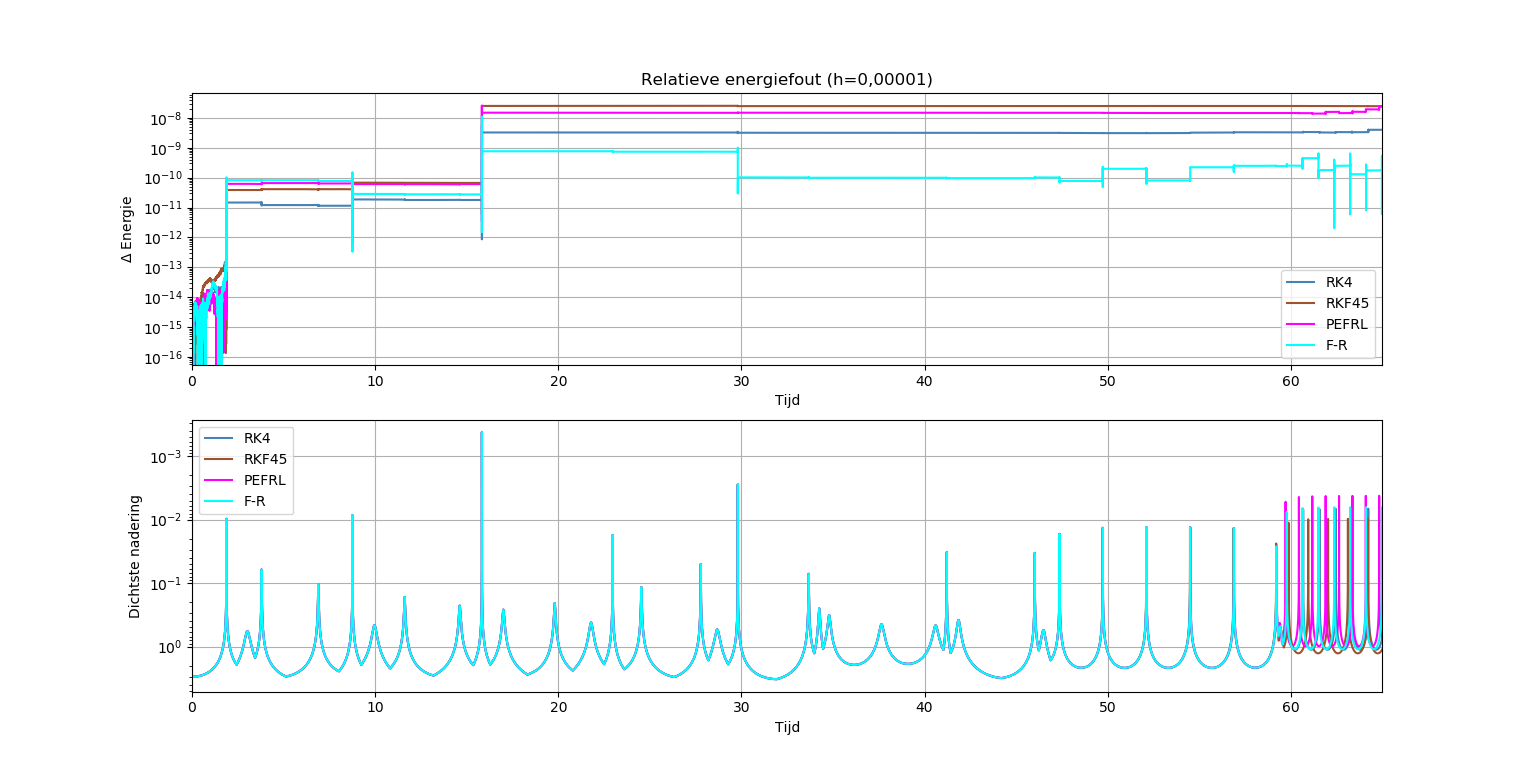 Relatieve energiefout (h=0,00001)
Δ Energie
10⁻⁸
10⁻⁹
10⁻¹⁰
10⁻¹¹
10⁻¹²
10⁻¹³
10⁻¹⁴
10⁻¹⁵
10⁻¹⁶
RK4
RKF45
PEFRL
F-R
0 10 20 30 40 50 60
Tijd
Dichtste nadering
10⁻³
10⁻²
10⁻¹
10⁰
RK4
RKF45
PEFRL
F-R
0 10 20 30 40 50 60
Tijd